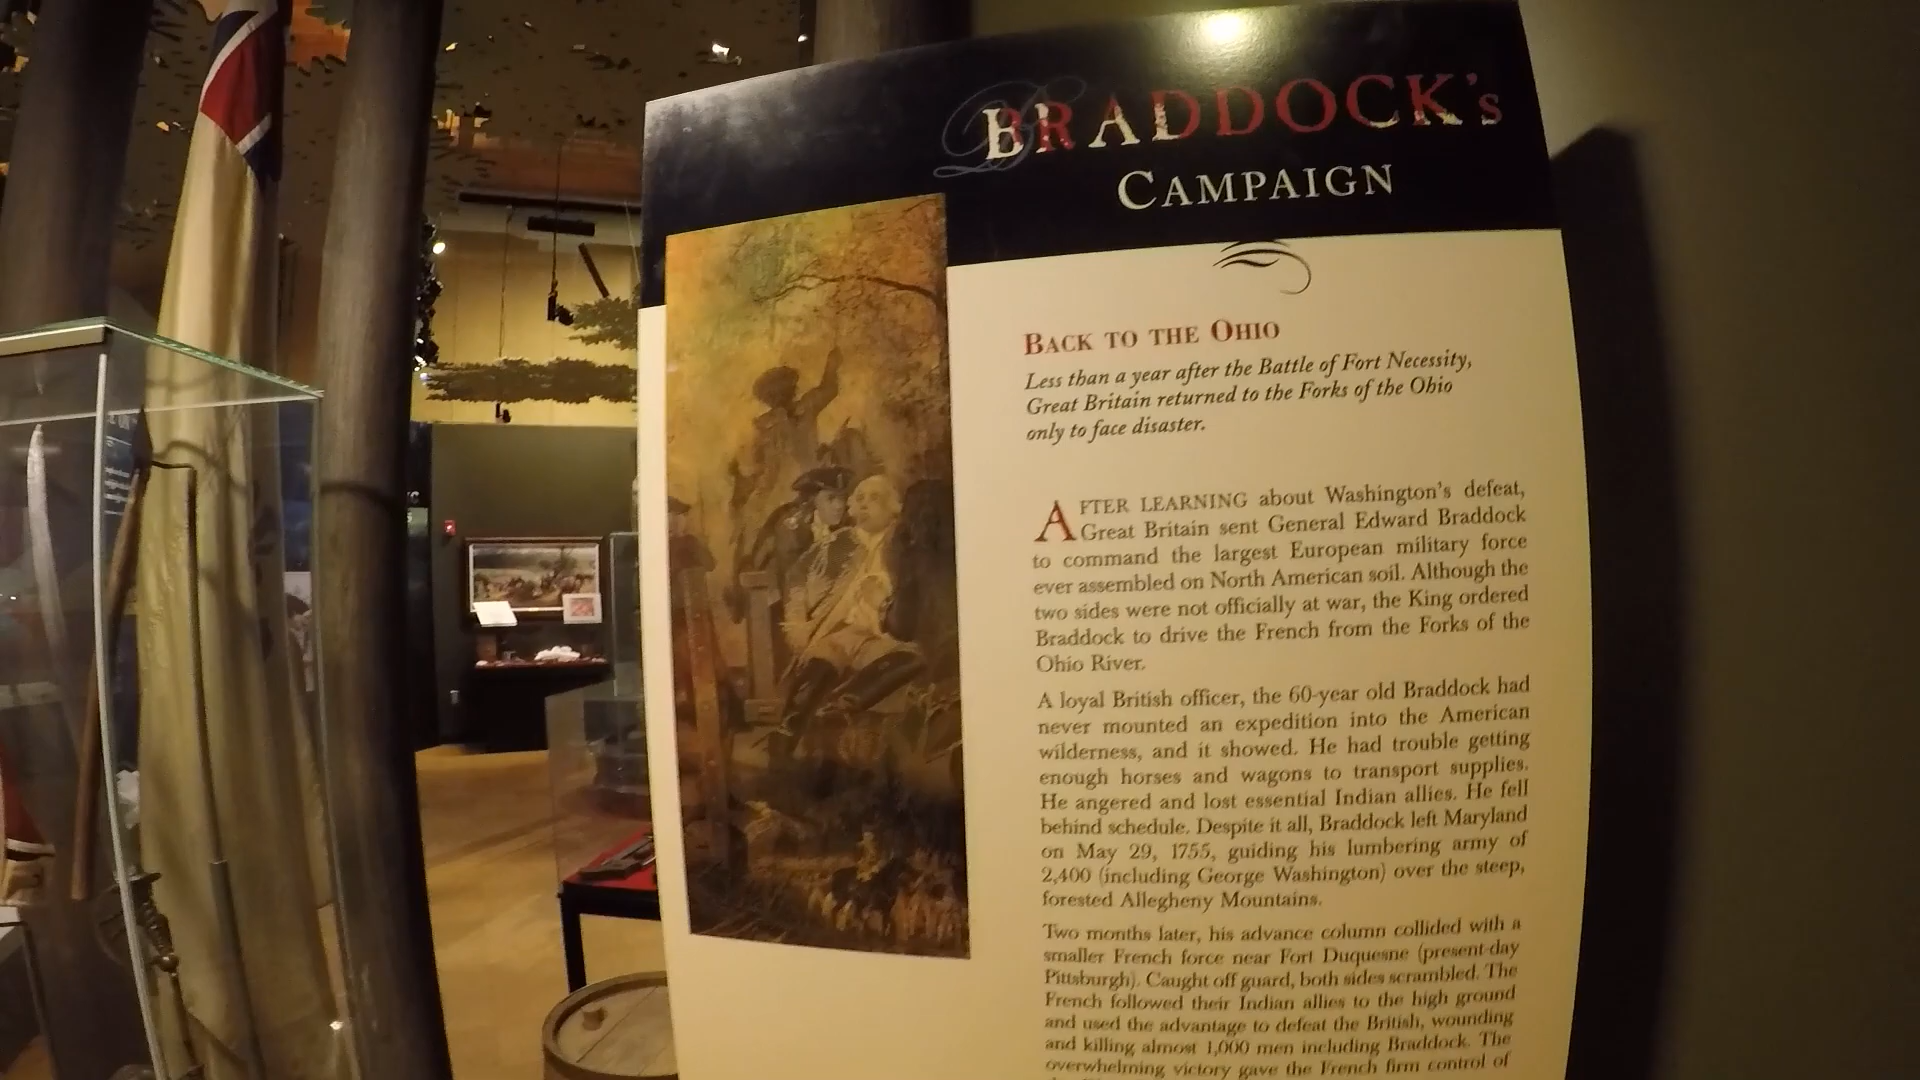 BRADDOCK's
CAMPAIGN
BACK TO THE OHIO
Less than a year after the Battle of Fort Necessity,
Great Britain returned to the Forks of the Ohio
only to face disaster.
AFTER LEARNING about Washington's defeat,
Great Britain sent General Edward Braddock
to command the largest European military force
ever assembled on North American soil. Although the
two sides were not officially at war, the King ordered
Braddock to drive the French from the Forks of the
Ohio River.
A loyal British officer, the 60-year old Braddock had
never mounted an expedition into the American
wilderness, and it showed. He had trouble getting
enough horses and wagons to transport supplies.
He angered and lost essential Indian allies. He fell
behind schedule. Despite it all, Braddock left Maryland
on May 29, 1755, guiding his lumbering army of
2,400 (including George Washington) over the steep,
forested Allegheny Mountains.
Two months later, his advance column collided with a
smaller French force near Fort Duquesne (present-day
Pittsburgh). Caught off guard, both sides scrambled. The
French followed their Indian allies to the high ground
and used the advantage to defeat the British, wounding
and killing almost 1,000 men including Braddock. The
overwhelming victory gave the French firm control of